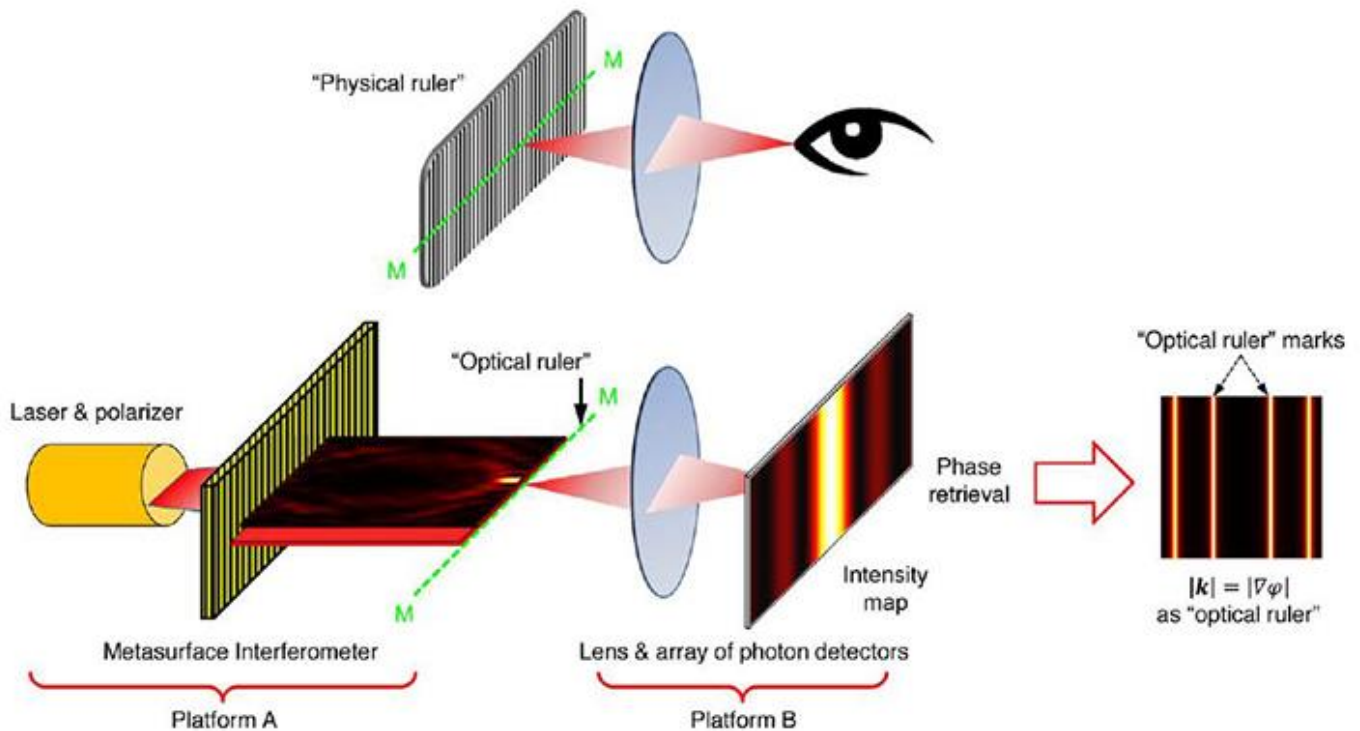 M
“Physical ruler”
M
“Optical ruler”
M
Laser & polarizer
M
“Optical ruler” marks
Phase
retrieval
Intensity
map
|k| = |∇φ|
as “optical ruler”
Metasurface Interferometer
Lens & array of photon detectors
Platform A
Platform B